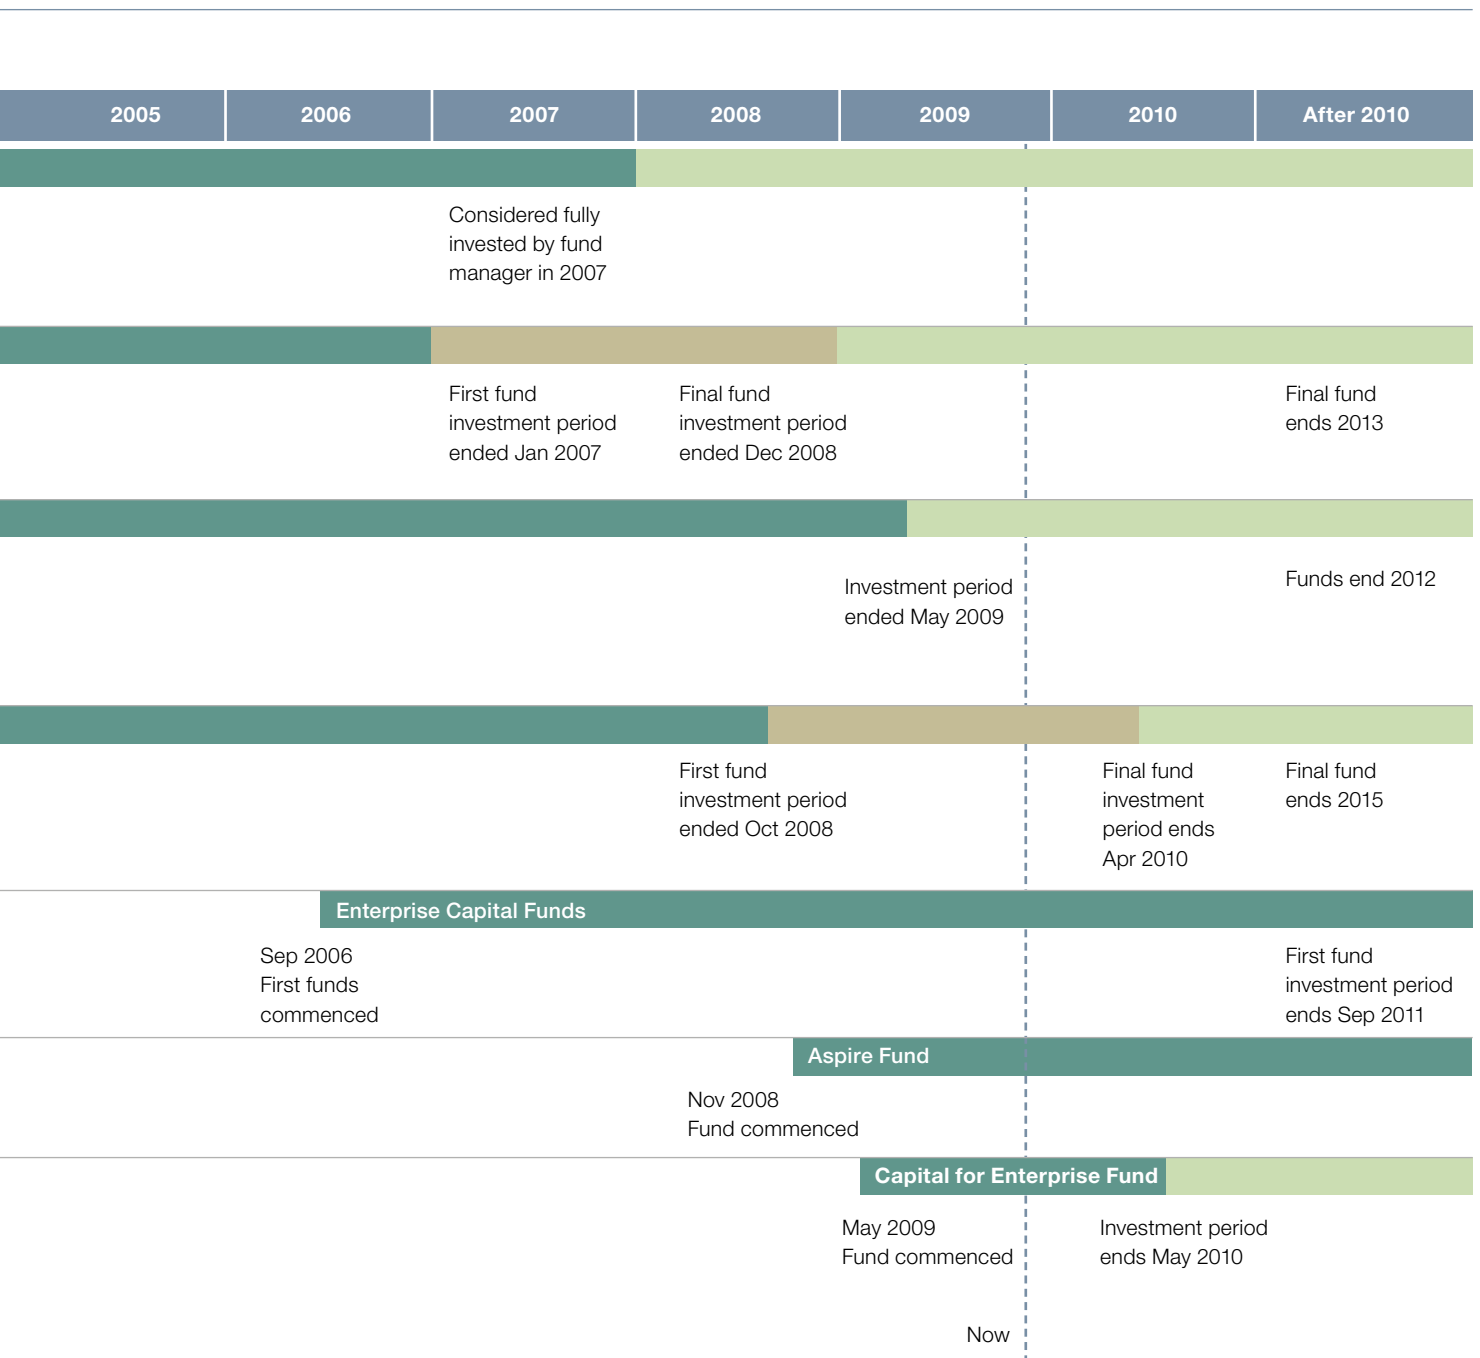 2005 2006 2007 2008 2009 2010 After 2010
Considered fully
invested by fund
manager in 2007
First fund
investment period
ended Jan 2007
Final fund
investment period
ended Dec 2008
Final fund
ends 2013
Investment period
ended May 2009
Funds end 2012
First fund
investment period
ended Oct 2008
Final fund
investment
period ends
Apr 2010
Final fund
ends 2015
Enterprise Capital Funds
Sep 2006
First funds
commenced
First fund
investment period
ends Sep 2011
Aspire Fund
Nov 2008
Fund commenced
Capital for Enterprise Fund
May 2009
Fund commenced
Investment period
ends May 2010
Now